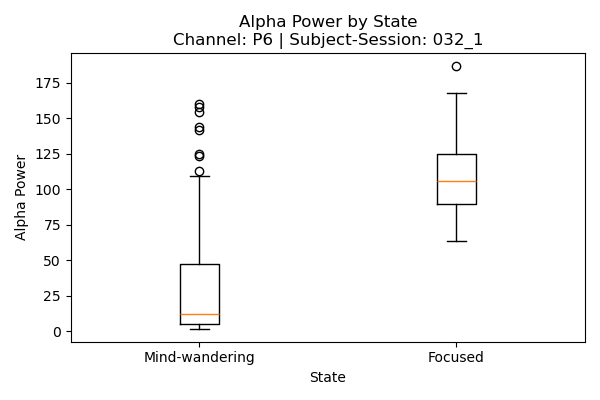 Alpha Power by State
Channel: P6 | Subject-Session: 032_1
Alpha Power
175
150
125
100
75
50
25
0
Mind-wandering
Focused
State